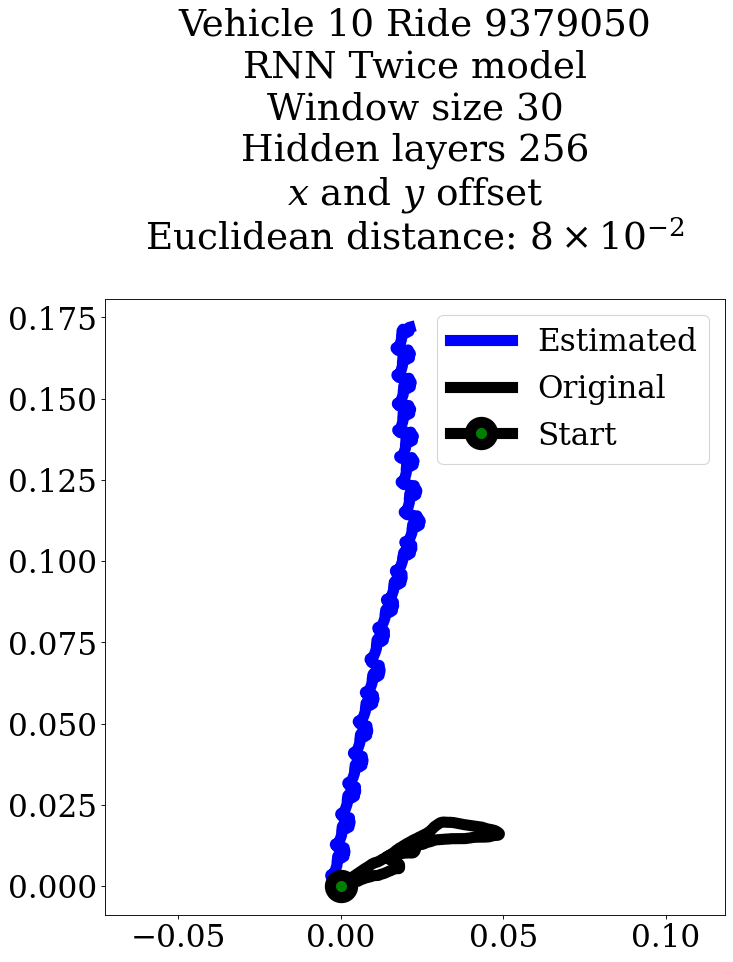 Vehicle 10 Ride 9379050
RNN Twice model
Window size 30
Hidden layers 256
x and y offset
Euclidean distance: 8 × 10⁻²
0.175
0.150
0.125
0.100
0.075
0.050
0.025
0.000
Estimated
Original
Start
−0.05 0.00 0.05 0.10